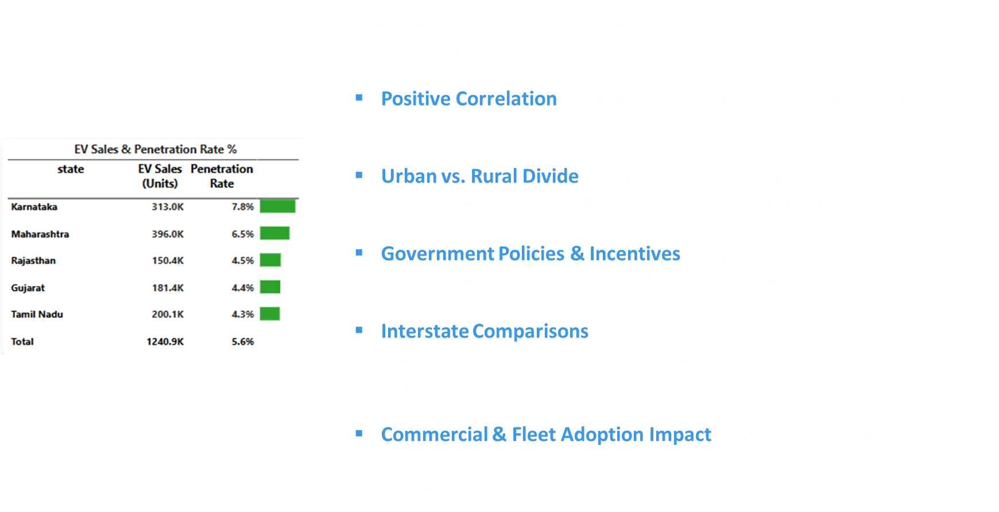 EV Sales & Penetration Rate %
state EV Sales (Units) Penetration Rate
Karnataka 313.0K 7.8%
Maharashtra 396.0K 6.5%
Rajasthan 150.4K 4.5%
Gujarat 181.4K 4.4%
Tamil Nadu 200.1K 4.3%
Total 1240.9K 5.6%
▪ Positive Correlation
▪ Urban vs. Rural Divide
▪ Government Policies & Incentives
▪ Interstate Comparisons
▪ Commercial & Fleet Adoption Impact